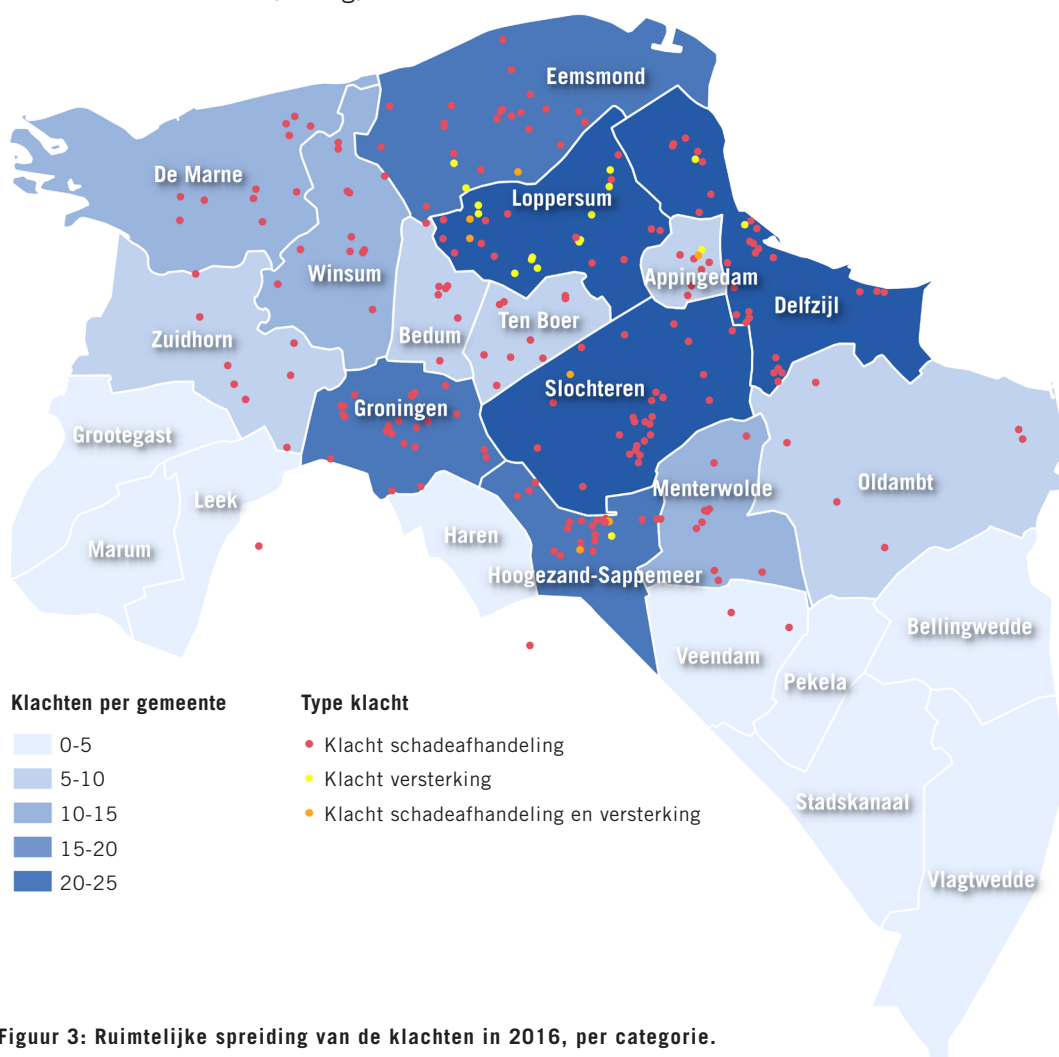 Eemsmond
De Marne
Loppersum
Winsum
Appingedam
Delfzijl
Ten Boer
Bedum
Zuidhorn
Slochteren
Groningen
Grootegast
Oldambt
Menterwolde
Leek
Haren
Marum
Hoogezand-Sappemeer
Bellingwedde
Veendam
Pekela
Stadskanaal
Vlagtwedde
Klachten per gemeente
0-5
5-10
10-15
15-20
20-25
Type klacht
Klacht schadeafhandeling
Klacht versterking
Klacht schadeafhandeling en versterking
Figuur 3: Ruimtelijke spreiding van de klachten in 2016, per categorie.